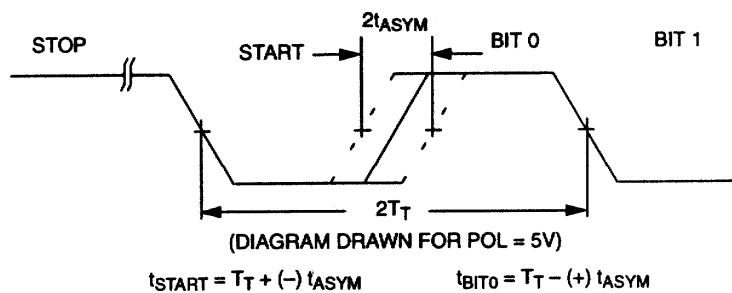 2tASYM
STOP START BIT 0 BIT 1
2TT
(DIAGRAM DRAWN FOR POL = 5V)
tSTART = TT + (–) tASYM tBIT0 = TT – (+) tASYM